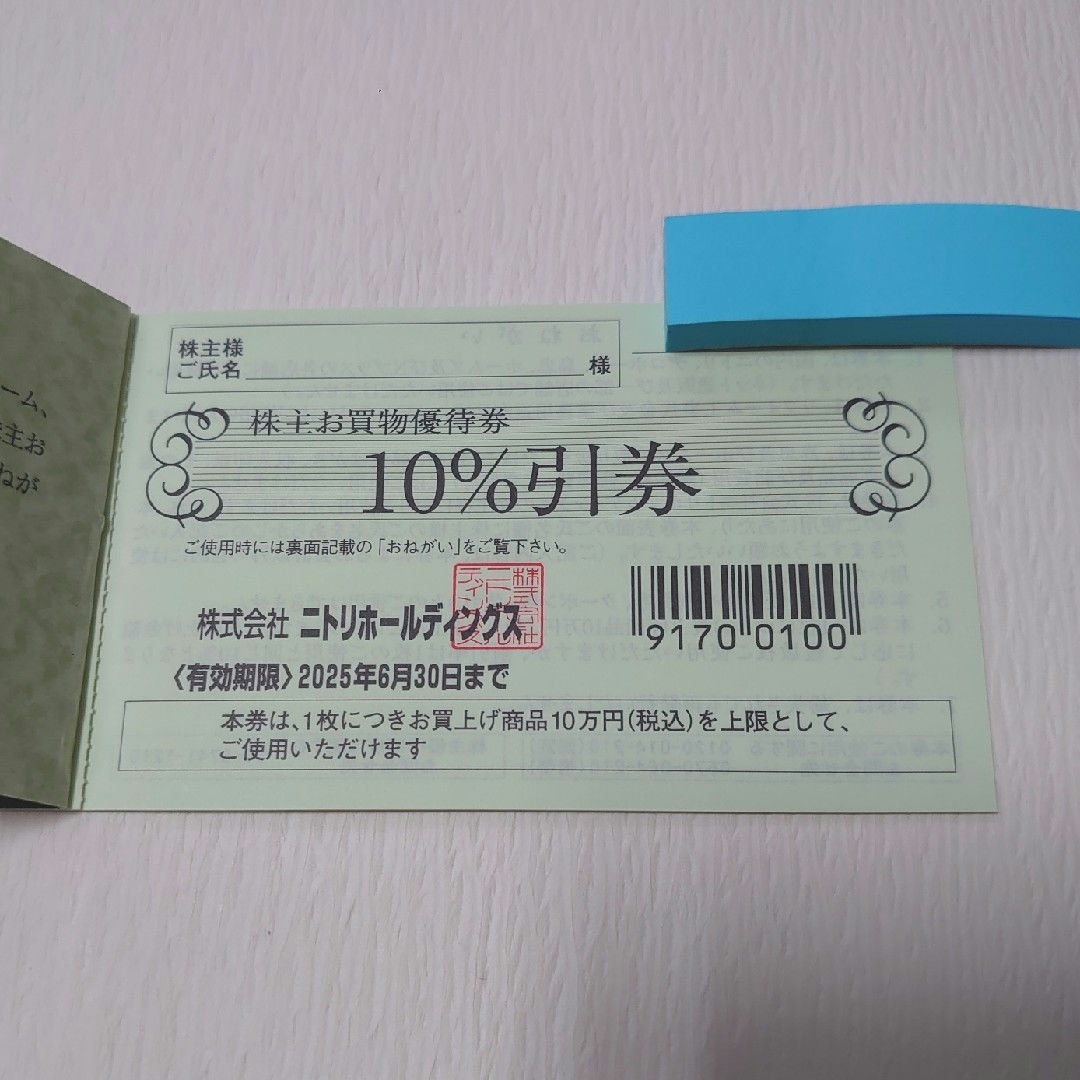 ーム、
主お
ねが
株主様
ご氏名 様
株主お買物優待券
10%引券
ご使用時には裏面記載の「おねがい」をご覧下さい。
株式会社 ニトリホールディングス
9170 0100
〈有効期限〉2025年6月30日まで
本券は、1枚につきお買上げ商品10万円(税込)を上限として、
ご使用いただけます